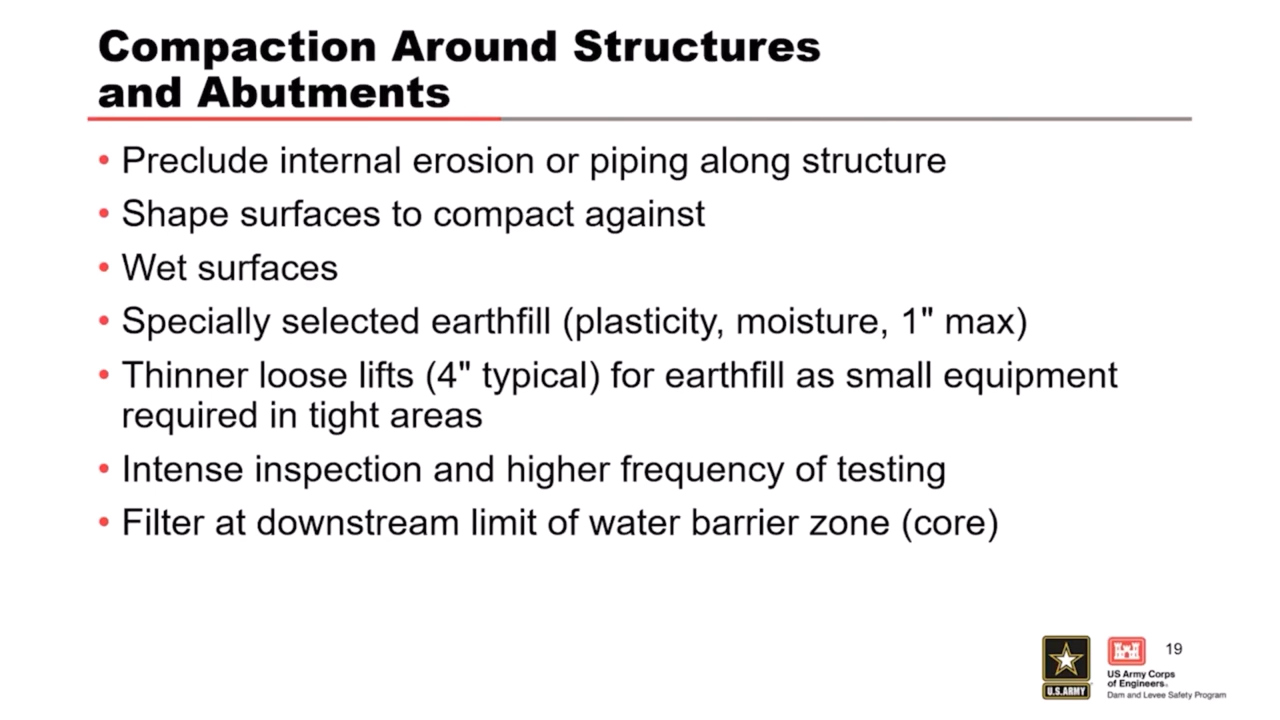 Compaction Around Structures
and Abutments
• Preclude internal erosion or piping along structure
• Shape surfaces to compact against
• Wet surfaces
• Specially selected earthfill (plasticity, moisture, 1" max)
• Thinner loose lifts (4" typical) for earthfill as small equipment
required in tight areas
• Intense inspection and higher frequency of testing
• Filter at downstream limit of water barrier zone (core)
19
U.S.ARMY
US Army Corps
of Engineers
Dam and Levee Safety Program